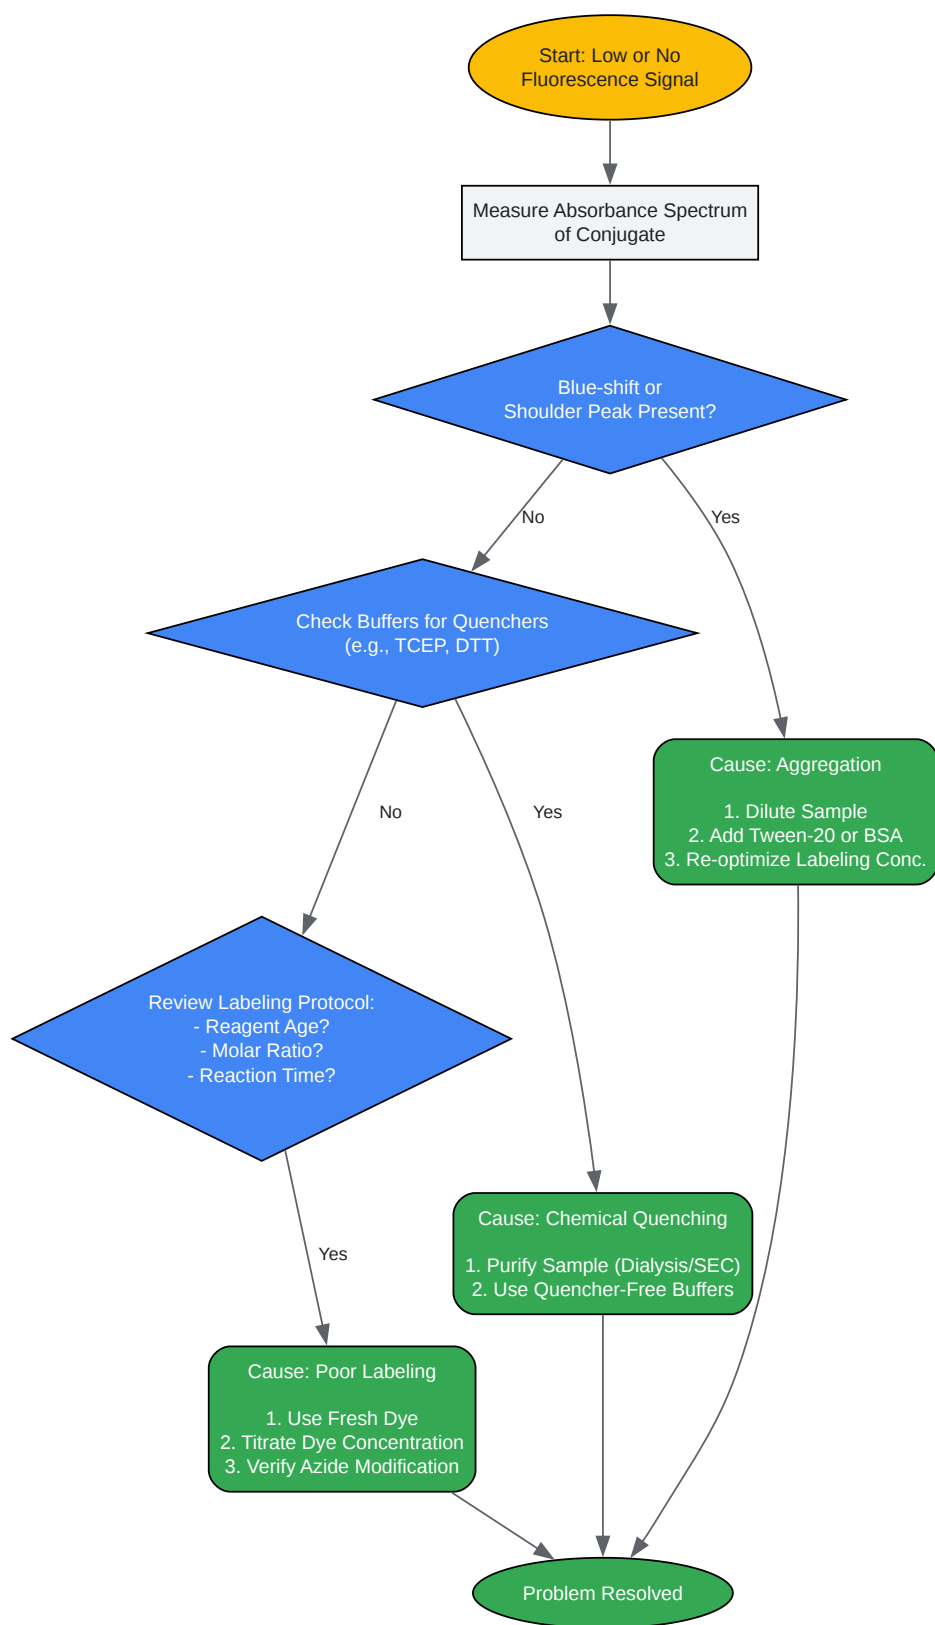 Start: Low or No
Fluorescence Signal
Measure Absorbance Spectrum
of Conjugate
Blue-shift or
Shoulder Peak Present?
No
Yes
Check Buffers for Quenchers
(e.g., TCEP, DTT)
Cause: Aggregation
1. Dilute Sample
2. Add Tween-20 or BSA
3. Re-optimize Labeling Conc.
No
Yes
Review Labeling Protocol:
- Reagent Age?
- Molar Ratio?
- Reaction Time?
Yes
Cause: Chemical Quenching
1. Purify Sample (Dialysis/SEC)
2. Use Quencher-Free Buffers
Cause: Poor Labeling
1. Use Fresh Dye
2. Titrate Dye Concentration
3. Verify Azide Modification
Problem Resolved